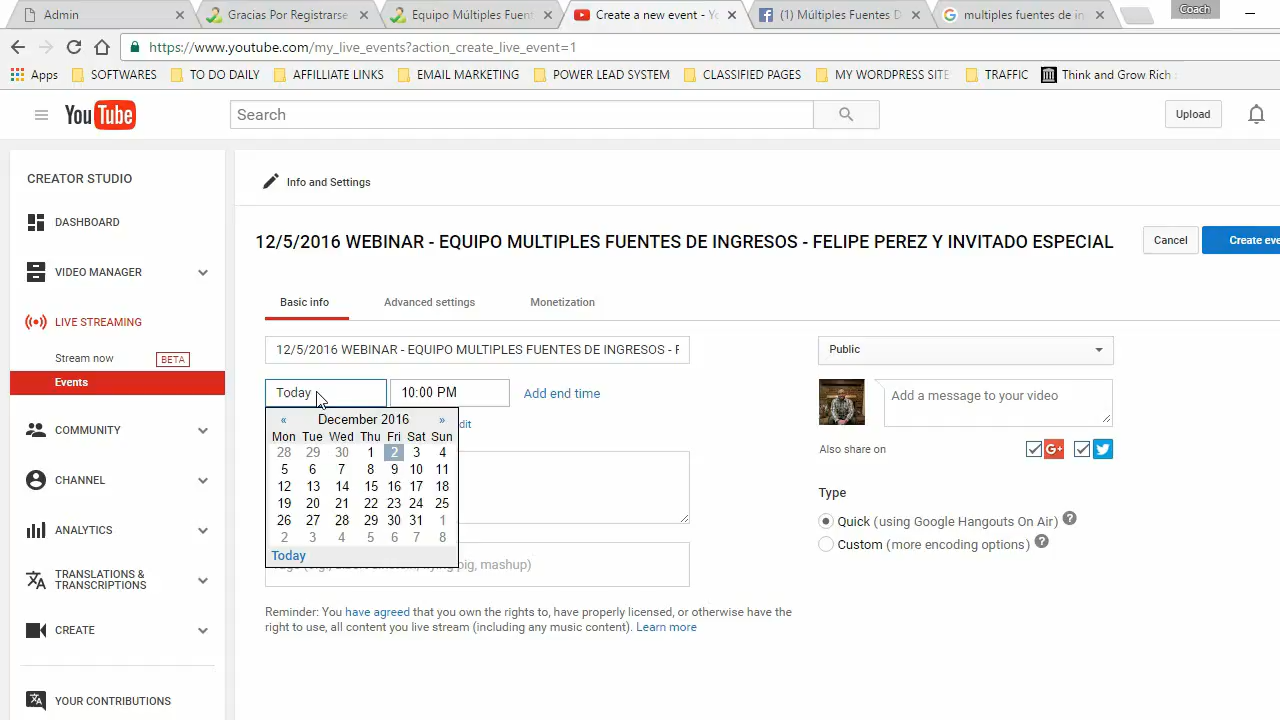 Admin
Gracias Por Registrarse
Equipo Múltiples Fuent
Create a new event - Yo
(1) Múltiples Fuentes D
multiples fuentes de in
Coach
https://www.youtube.com/my_live_events?action_create_live_event=1
Apps
SOFTWARES
TO DO DAILY
AFFILLIATE LINKS
EMAIL MARKETING
POWER LEAD SYSTEM
CLASSIFIED PAGES
MY WORDPRESS SITE
TRAFFIC
Think and Grow Rich
YouTube
Search
Upload
CREATOR STUDIO
DASHBOARD
VIDEO MANAGER
LIVE STREAMING
Stream now
BETA
Events
COMMUNITY
CHANNEL
ANALYTICS
TRANSLATIONS &
TRANSCRIPTIONS
CREATE
YOUR CONTRIBUTIONS
Info and Settings
12/5/2016 WEBINAR - EQUIPO MULTIPLES FUENTES DE INGRESOS - FELIPE PEREZ Y INVITADO ESPECIAL
Cancel
Create eve
Basic info
Advanced settings
Monetization
12/5/2016 WEBINAR - EQUIPO MULTIPLES FUENTES DE INGRESOS - F
Today
10:00 PM
Add end time
dit
« December 2016 »
Mon Tue Wed Thu Fri Sat Sun
28 29 30 1 2 3 4
5 6 7 8 9 10 11
12 13 14 15 16 17 18
19 20 21 22 23 24 25
26 27 28 29 30 31 1
2 3 4 5 6 7 8
Today
pig, mashup)
Reminder: You have agreed that you own the rights to, have properly licensed, or otherwise have the
right to use, all content you live stream (including any music content). Learn more
Public
Add a message to your video
Also share on
G+
Type
Quick (using Google Hangouts On Air) ?
Custom (more encoding options) ?